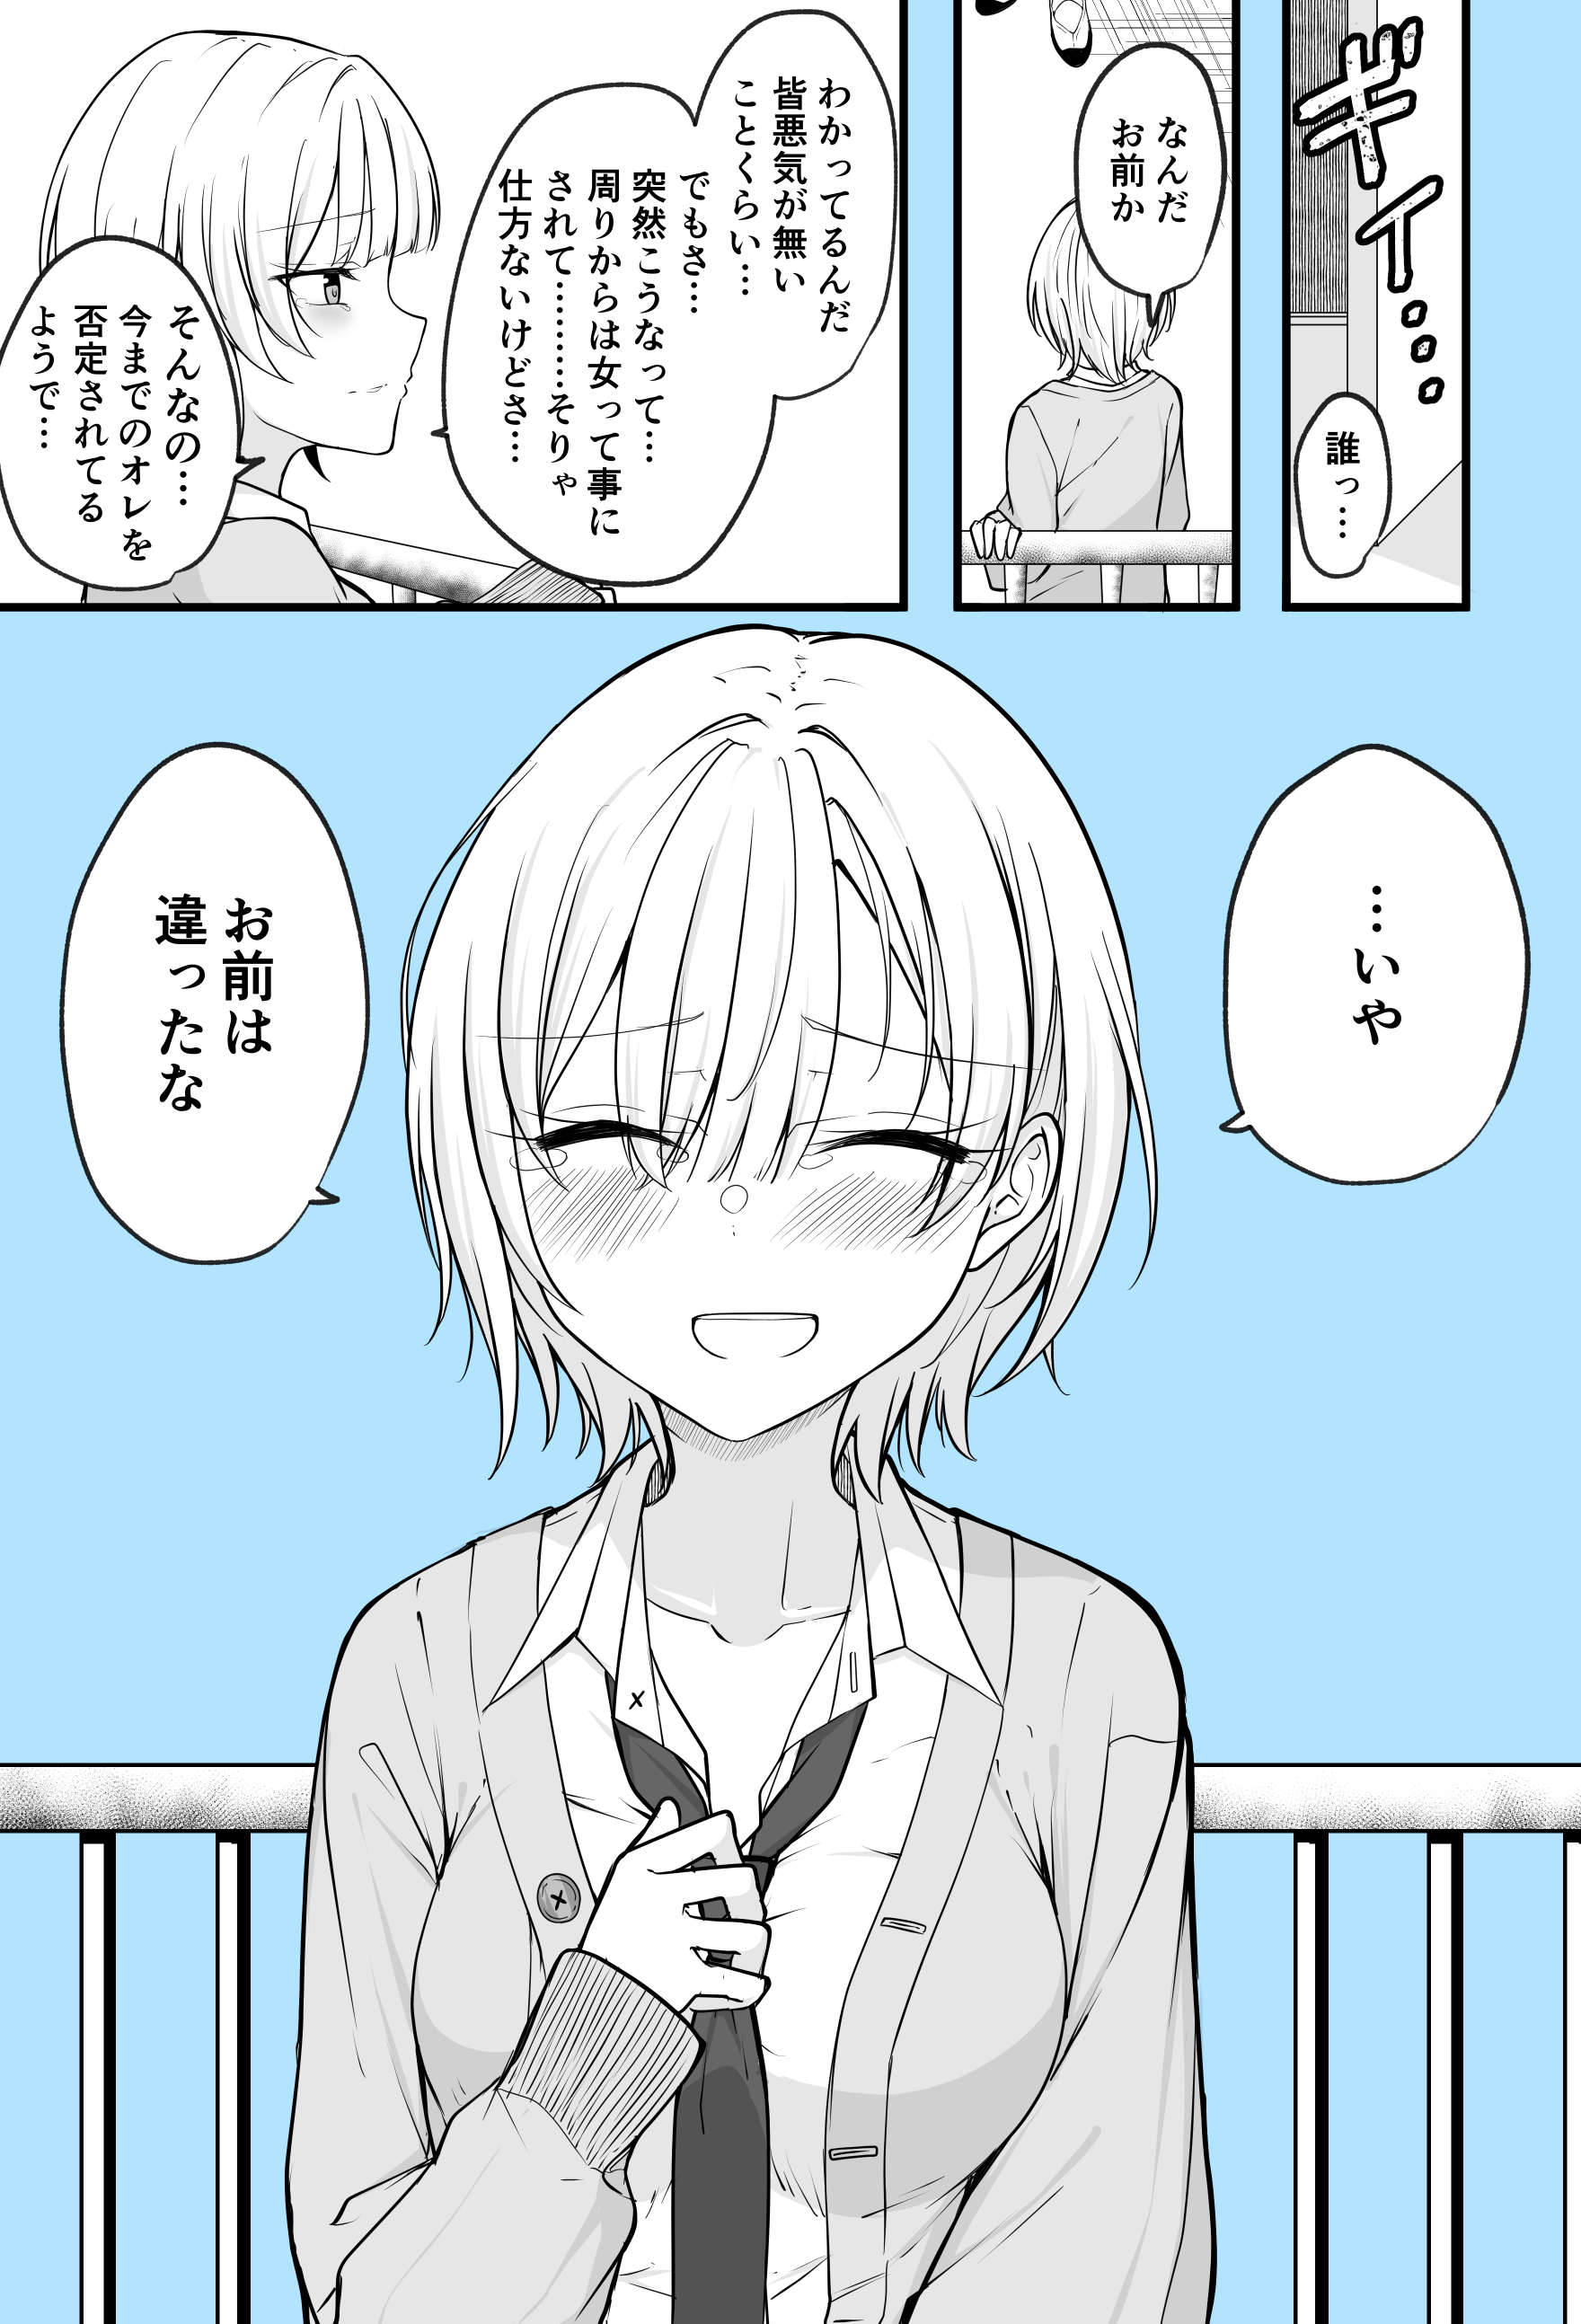 ギイ…
誰っ…
なんだ
お前か
わかってるんだ
皆悪気が無い
ことくらい…
でもさ…
突然こうなって…
周りからは女って事に
されて………そりゃ
仕方ないけどさ…
そんなの…
今までのオレを
否定されてる
ようで…
…いや
お前は
違ったな